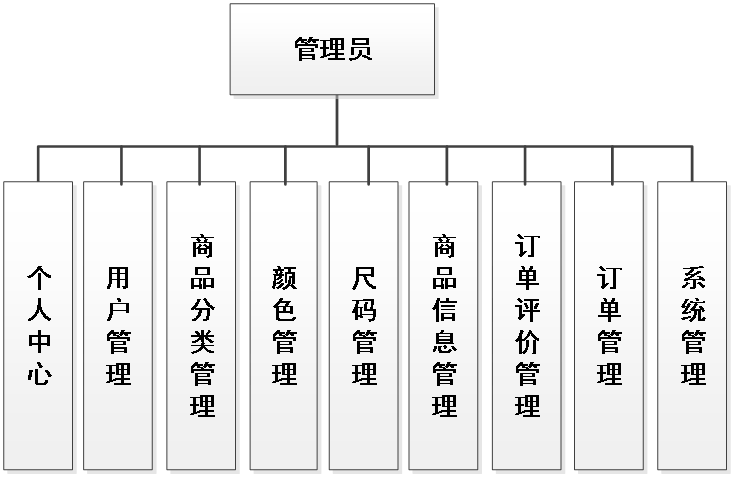 管理员
个人中心
用户管理
商品分类管理
颜色管理
尺码管理
商品信息管理
订单评价管理
订单管理
系统管理